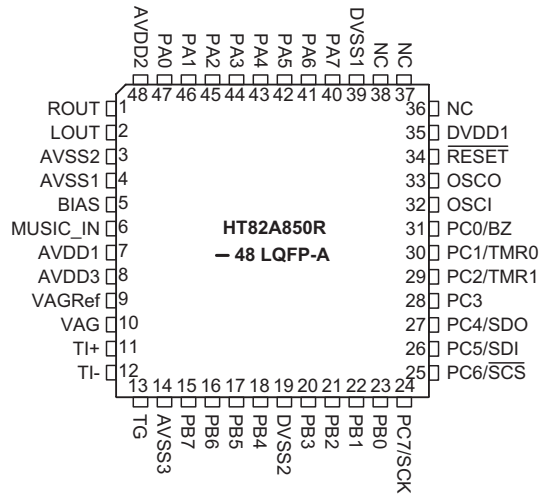 AVDD2
PA0
PA1
PA2
PA3
PA4
PA5
PA6
PA7
DVSS1
NC
NC
48 47 46 45 44 43 42 41 40 39 38 37
ROUT 1
LOUT 2
AVSS2 3
AVSS1 4
BIAS 5
MUSIC_IN 6
AVDD1 7
AVDD3 8
VAGRef 9
VAG 10
TI+ 11
TI- 12
HT82A850R
– 48 LQFP-A
36 NC
35 DVDD1
34 RESET
33 OSCO
32 OSCI
31 PC0/BZ
30 PC1/TMR0
29 PC2/TMR1
28 PC3
27 PC4/SDO
26 PC5/SDI
25 PC6/SCS
13 14 15 16 17 18 19 20 21 22 23 24
TG
AVSS3
PB7
PB6
PB5
PB4
DVSS2
PB3
PB2
PB1
PB0
PC7/SCK